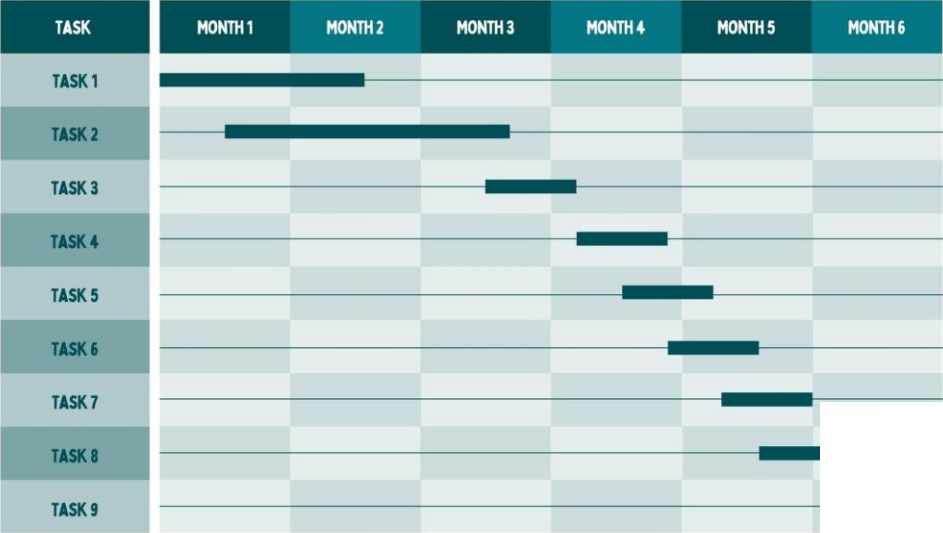 TASK MONTH 1 MONTH 2 MONTH 3 MONTH 4 MONTH 5 MONTH 6
TASK 1
TASK 2
TASK 3
TASK 4
TASK 5
TASK 6
TASK 7
TASK 8
TASK 9